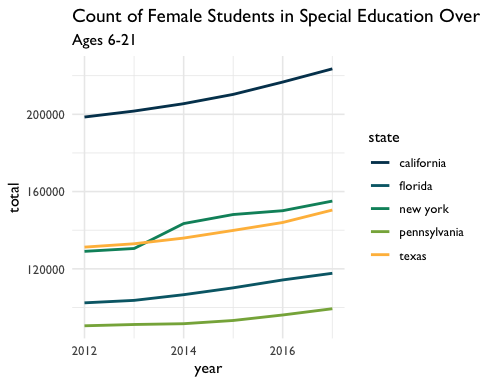 Count of Female Students in Special Education Over
Ages 6-21
total
200000
160000
120000
2012
2014
2016
year
state
california
florida
new york
pennsylvania
texas